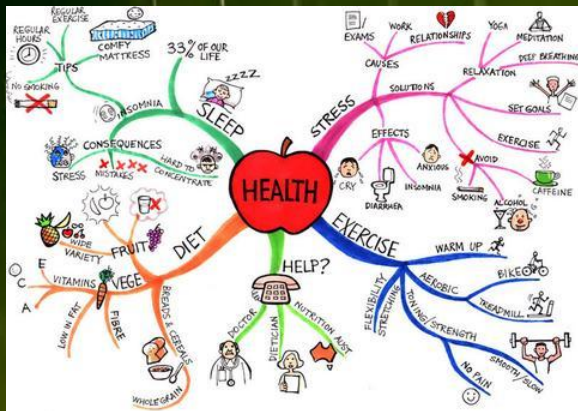 HEALTH
SLEEP
33% OF OUR LIFE
zzzz
INSOMNIA
TIPS
REGULAR HOURS
REGULAR EXERCISE
COMFY MATTRESS
NO SMOKING
CONSEQUENCES
STRESS
MISTAKES
HARD TO CONCENTRATE
STRESS
CAUSES
EXAMS
WORK
RELATIONSHIPS
SOLUTIONS
RELAXATION
YOGA
MEDITATION
DEEP BREATHING
SET GOALS
EXERCISE
AVOID
SMOKING
ALCOHOL
CAFFEINE
EFFECTS
CRY
DIARRHEA
INSOMNIA
ANXIOUS
DIET
FRUIT
WIDE VARIETY
VEGE
VITAMINS
E
C
A
LOW IN FAT
FIBRE
BREADS & CEREALS
WHOLE GRAIN
HELP?
DOCTOR
DIETICIAN
NUTRITION AUST
EXERCISE
WARM UP
AEROBIC
BIKE
TREADMILL
TONING/STRENGTH
SMOOTH/SLOW
NO PAIN
FLEXIBILITY
STRETCHING